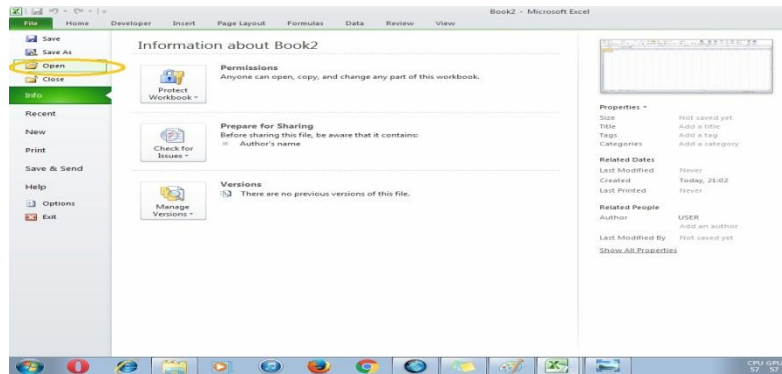 Book2 - Microsoft Excel
File Home Developer Insert Page Layout Formulas Data Review View
Save
Save As
Open
Close
Info
Recent
New
Print
Save & Send
Help
Options
Exit
Information about Book2
Protect
Workbook
Permissions
Anyone can open, copy, and change any part of this workbook.
Check for
Issues
Prepare for Sharing
Before sharing this file, be aware that it contains:
Author's name
Manage
Versions
Versions
There are no previous versions of this file.
Properties
Size Not saved yet
Title Add a title
Tags Add a tag
Categories Add a category
Related Dates
Last Modified Never
Created Today, 21:02
Last Printed Never
Related People
Author USER
Add an author
Last Modified By Not saved yet
Show All Properties
CPU GPU
57